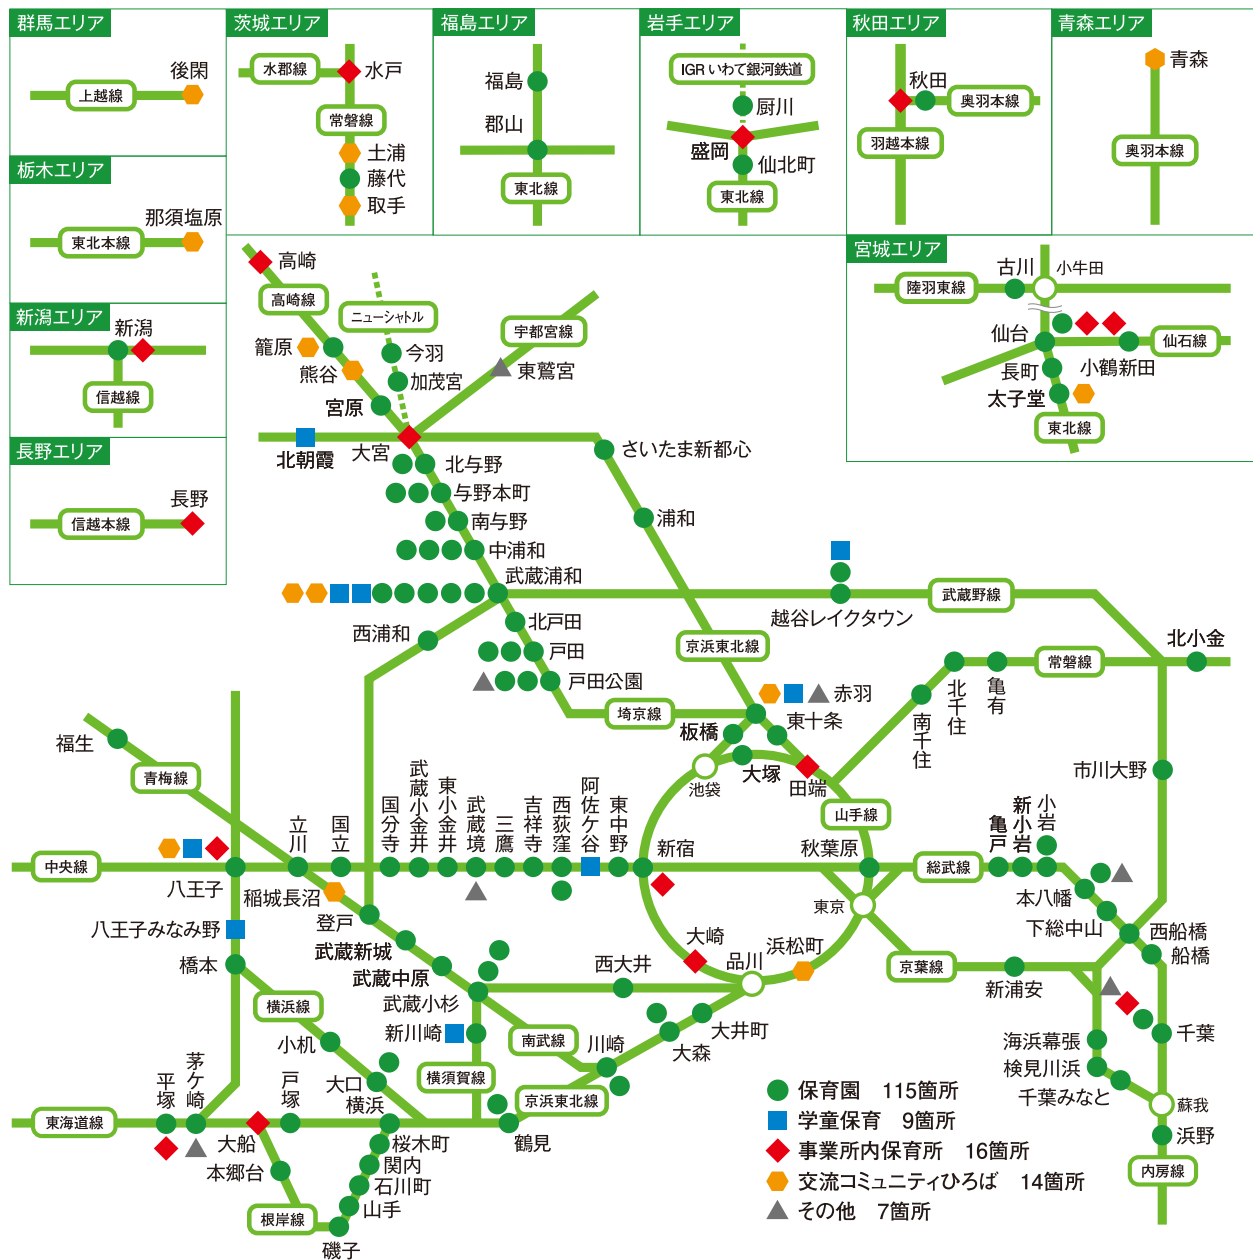 群馬エリア
後閑
上越線
栃木エリア
那須塩原
東北本線
新潟エリア
新潟
信越線
長野エリア
長野
信越本線
茨城エリア
水郡線
水戸
常磐線
土浦
藤代
取手
福島エリア
福島
郡山
東北線
岩手エリア
IGR いわて銀河鉄道
厨川
盛岡
仙北町
東北線
秋田エリア
秋田
奥羽本線
羽越本線
青森エリア
青森
奥羽本線
宮城エリア
古川
小牛田
陸羽東線
仙台
仙石線
小鶴新田
長町
太子堂
東北線
高崎
高崎線
ニューシャトル
宇都宮線
籠原
熊谷
今羽
加茂宮
東鷲宮
宮原
北朝霞
大宮
さいたま新都心
北与野
与野本町
南与野
浦和
中浦和
武蔵浦和
越谷レイクタウン
武蔵野線
北戸田
西浦和
戸田
京浜東北線
北小金
常磐線
戸田公園
赤羽
埼京線
東十条
板橋
南千住
北千住
亀有
福生
青梅線
大塚
池袋
田端
市川大野
山手線
立川
国立
国分寺
武蔵小金井
東小金井
武蔵境
三鷹
吉祥寺
西荻窪
阿佐ケ谷
東中野
新宿
秋葉原
総武線
亀戸
新小岩
小岩
中央線
八王子
稲城長沼
本八幡
下総中山
東京
登戸
八王子みなみ野
武蔵新城
大崎
浜松町
西船橋
船橋
橋本
武蔵中原
西大井
品川
京葉線
新浦安
武蔵小杉
横浜線
新川崎
南武線
大井町
大森
小机
川崎
海浜幕張
千葉
検見川浜
千葉みなと
蘇我
大口
横須賀線
京浜東北線
茅ケ崎
平塚
戸塚
横浜
東海道線
大船
鶴見
桜木町
浜野
本郷台
関内
石川町
内房線
山手
根岸線
磯子
保育園 115箇所
学童保育 9箇所
事業所内保育所 16箇所
交流コミュニティひろば 14箇所
その他 7箇所